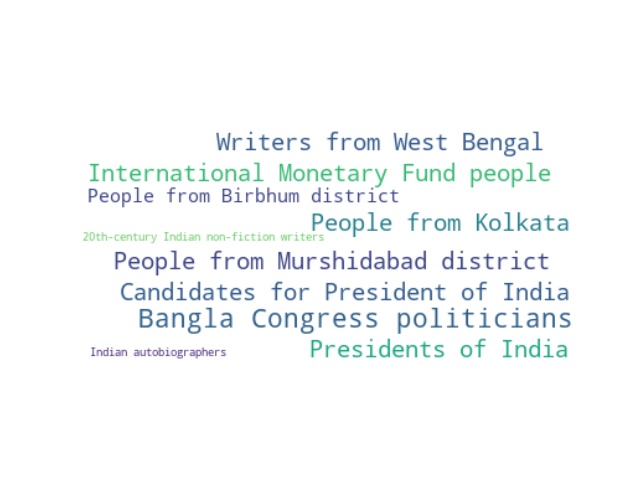 Writers from West Bengal
International Monetary Fund people
People from Birbhum district
People from Kolkata
20th-century Indian non-fiction writers
People from Murshidabad district
Candidates for President of India
Bangla Congress politicians
Indian autobiographers
Presidents of India